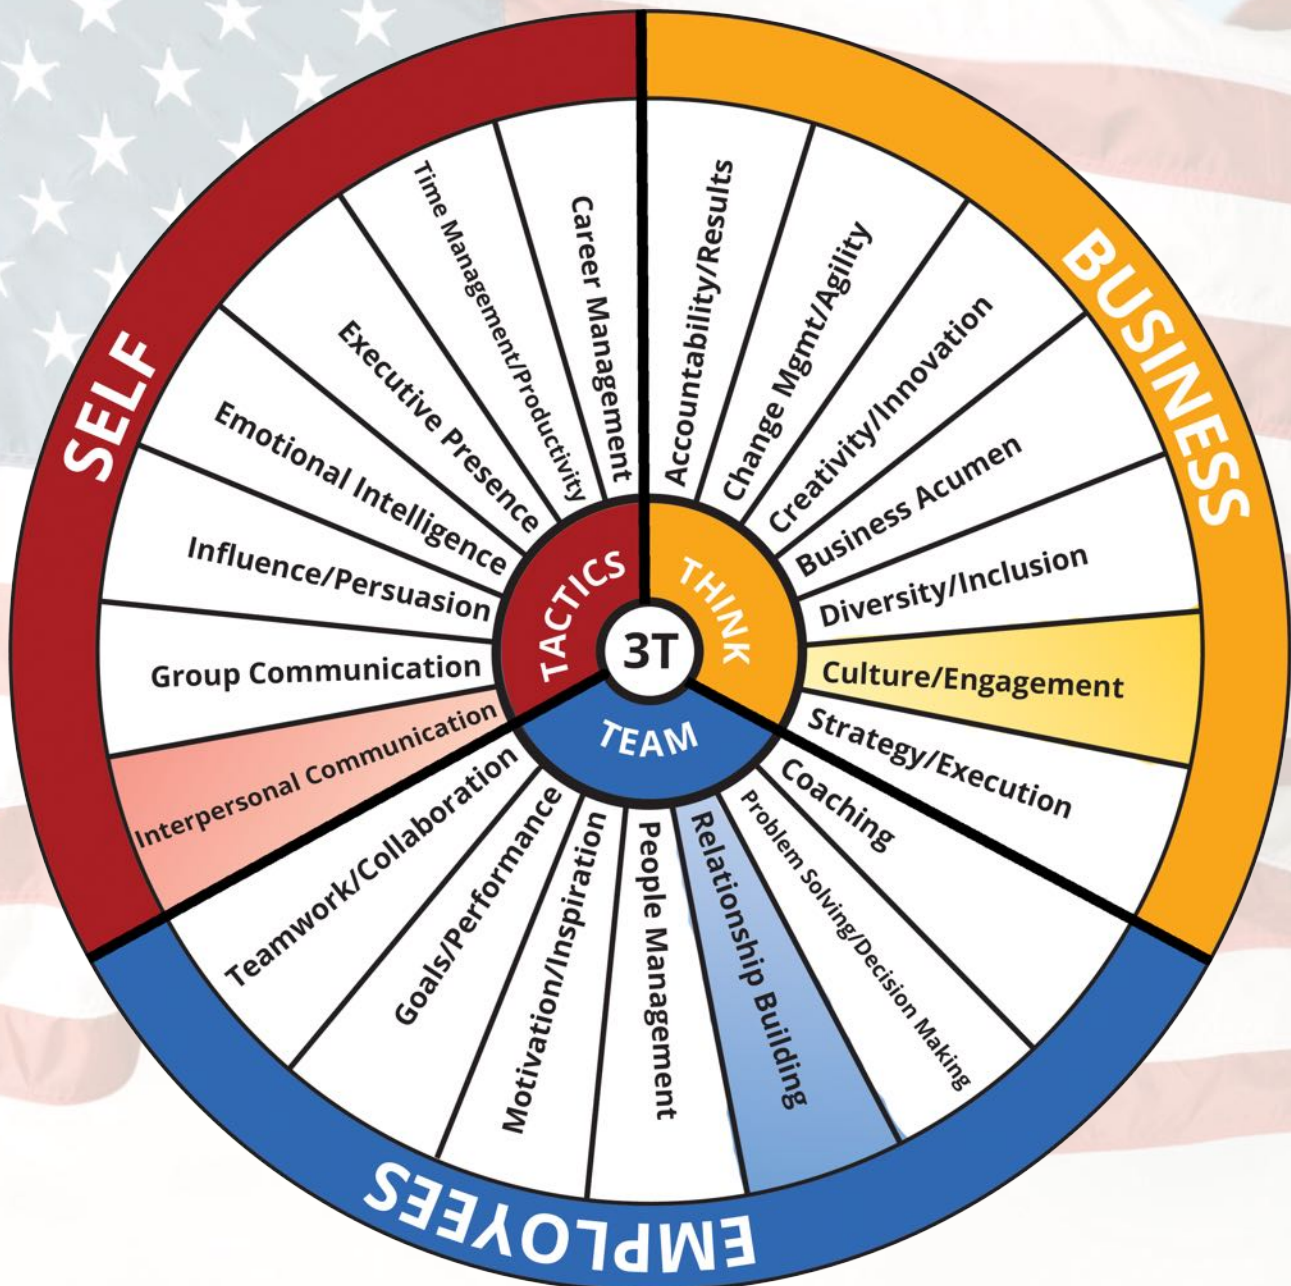 SELF
BUSINESS
EMPLOYEES
TACTICS
THINK
TEAM
3T
Career Management
Time Management/Productivity
Executive Presence
Emotional Intelligence
Influence/Persuasion
Group Communication
Interpersonal Communication
Accountability/Results
Change Mgmt/Agility
Creativity/Innovation
Business Acumen
Diversity/Inclusion
Culture/Engagement
Strategy/Execution
Coaching
Problem Solving/Decision Making
Relationship Building
People Management
Motivation/Inspiration
Goals/Performance
Teamwork/Collaboration